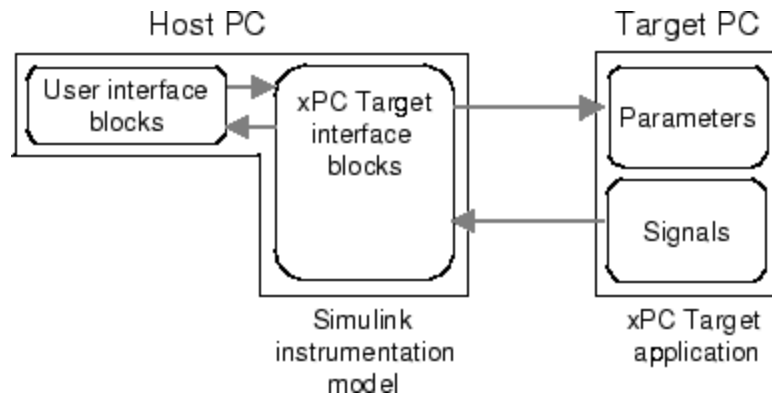 Host PC
Target PC
User interface
blocks
xPC Target
interface
blocks
Parameters
Signals
Simulink
instrumentation
model
xPC Target
application